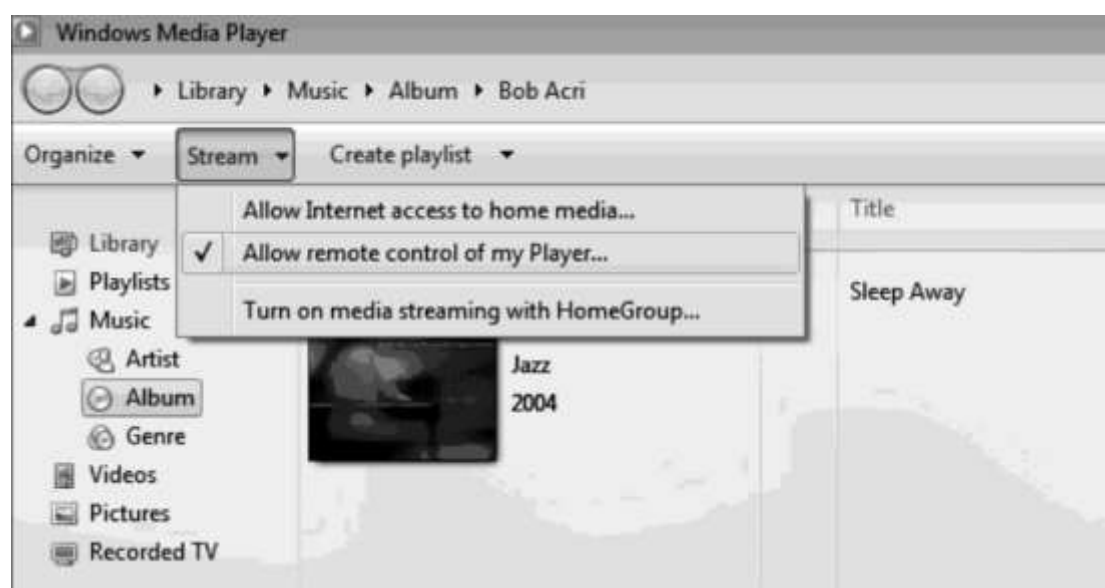 Windows Media Player
Library Music Album Bob Acri
Organize Stream Create playlist
Allow Internet access to home media...
Allow remote control of my Player...
Turn on media streaming with HomeGroup...
Title
Library
Playlists
Music
Artist
Album
Genre
Videos
Pictures
Recorded TV
Jazz
2004
Sleep Away